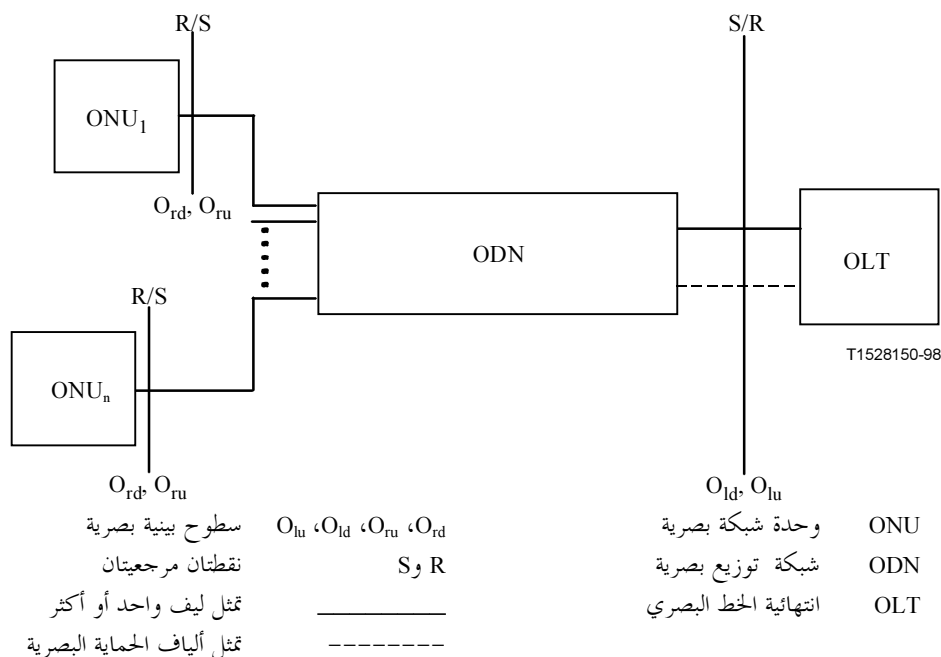 R/S
S/R
ONU1
Ord, Oru
ODN
OLT
R/S
T1528150-98
ONUn
Ord, Oru
Old, Olu
ONU وحدة شبكة بصرية
ODN شبكة توزيع بصرية
OLT انتهائية الخط البصري
Ord، Oru، Old، Olu سطوح بينية بصرية
R وS نقطتان مرجعيتان
تمثل ليف واحد أو أكثر
تمثل ألياف الحماية البصرية